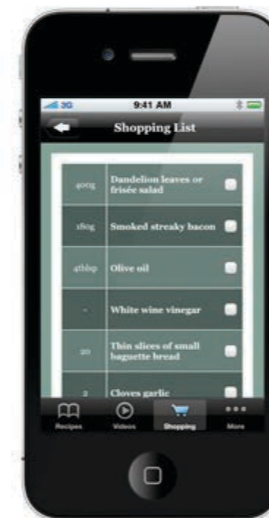 3G 9:41 AM
Shopping List
400g Dandelion leaves or
frisée salad
180g Smoked streaky bacon
4tbsp Olive oil
- White wine vinegar
20 Thin slices of small
baguette bread
2 Cloves garlic
Recipes Videos Shopping More